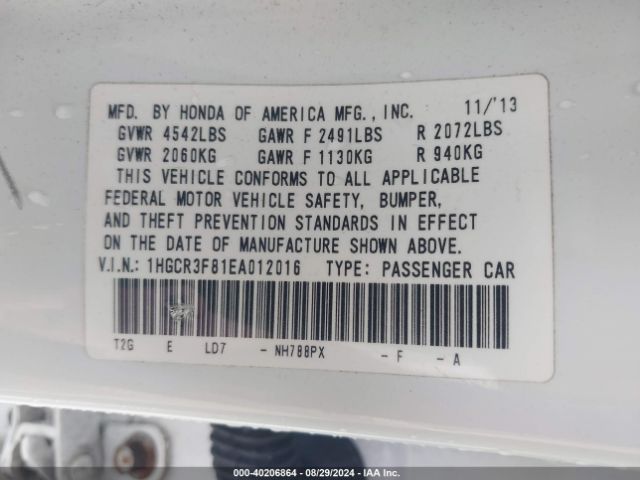 MFD. BY HONDA OF AMERICA MFG., INC. 11/'13
GVWR 4542LBS GAWR F 2491LBS R 2072LBS
GVWR 2060KG GAWR F 1130KG R 940KG
THIS VEHICLE CONFORMS TO ALL APPLICABLE
FEDERAL MOTOR VEHICLE SAFETY, BUMPER,
AND THEFT PREVENTION STANDARDS IN EFFECT
ON THE DATE OF MANUFACTURE SHOWN ABOVE.
V.I.N.: 1HGCR3F81EA012016 TYPE: PASSENGER CAR
T2G E LD7 - NH788PX - F - A
000-40206864 - 08/29/2024 - IAA Inc.